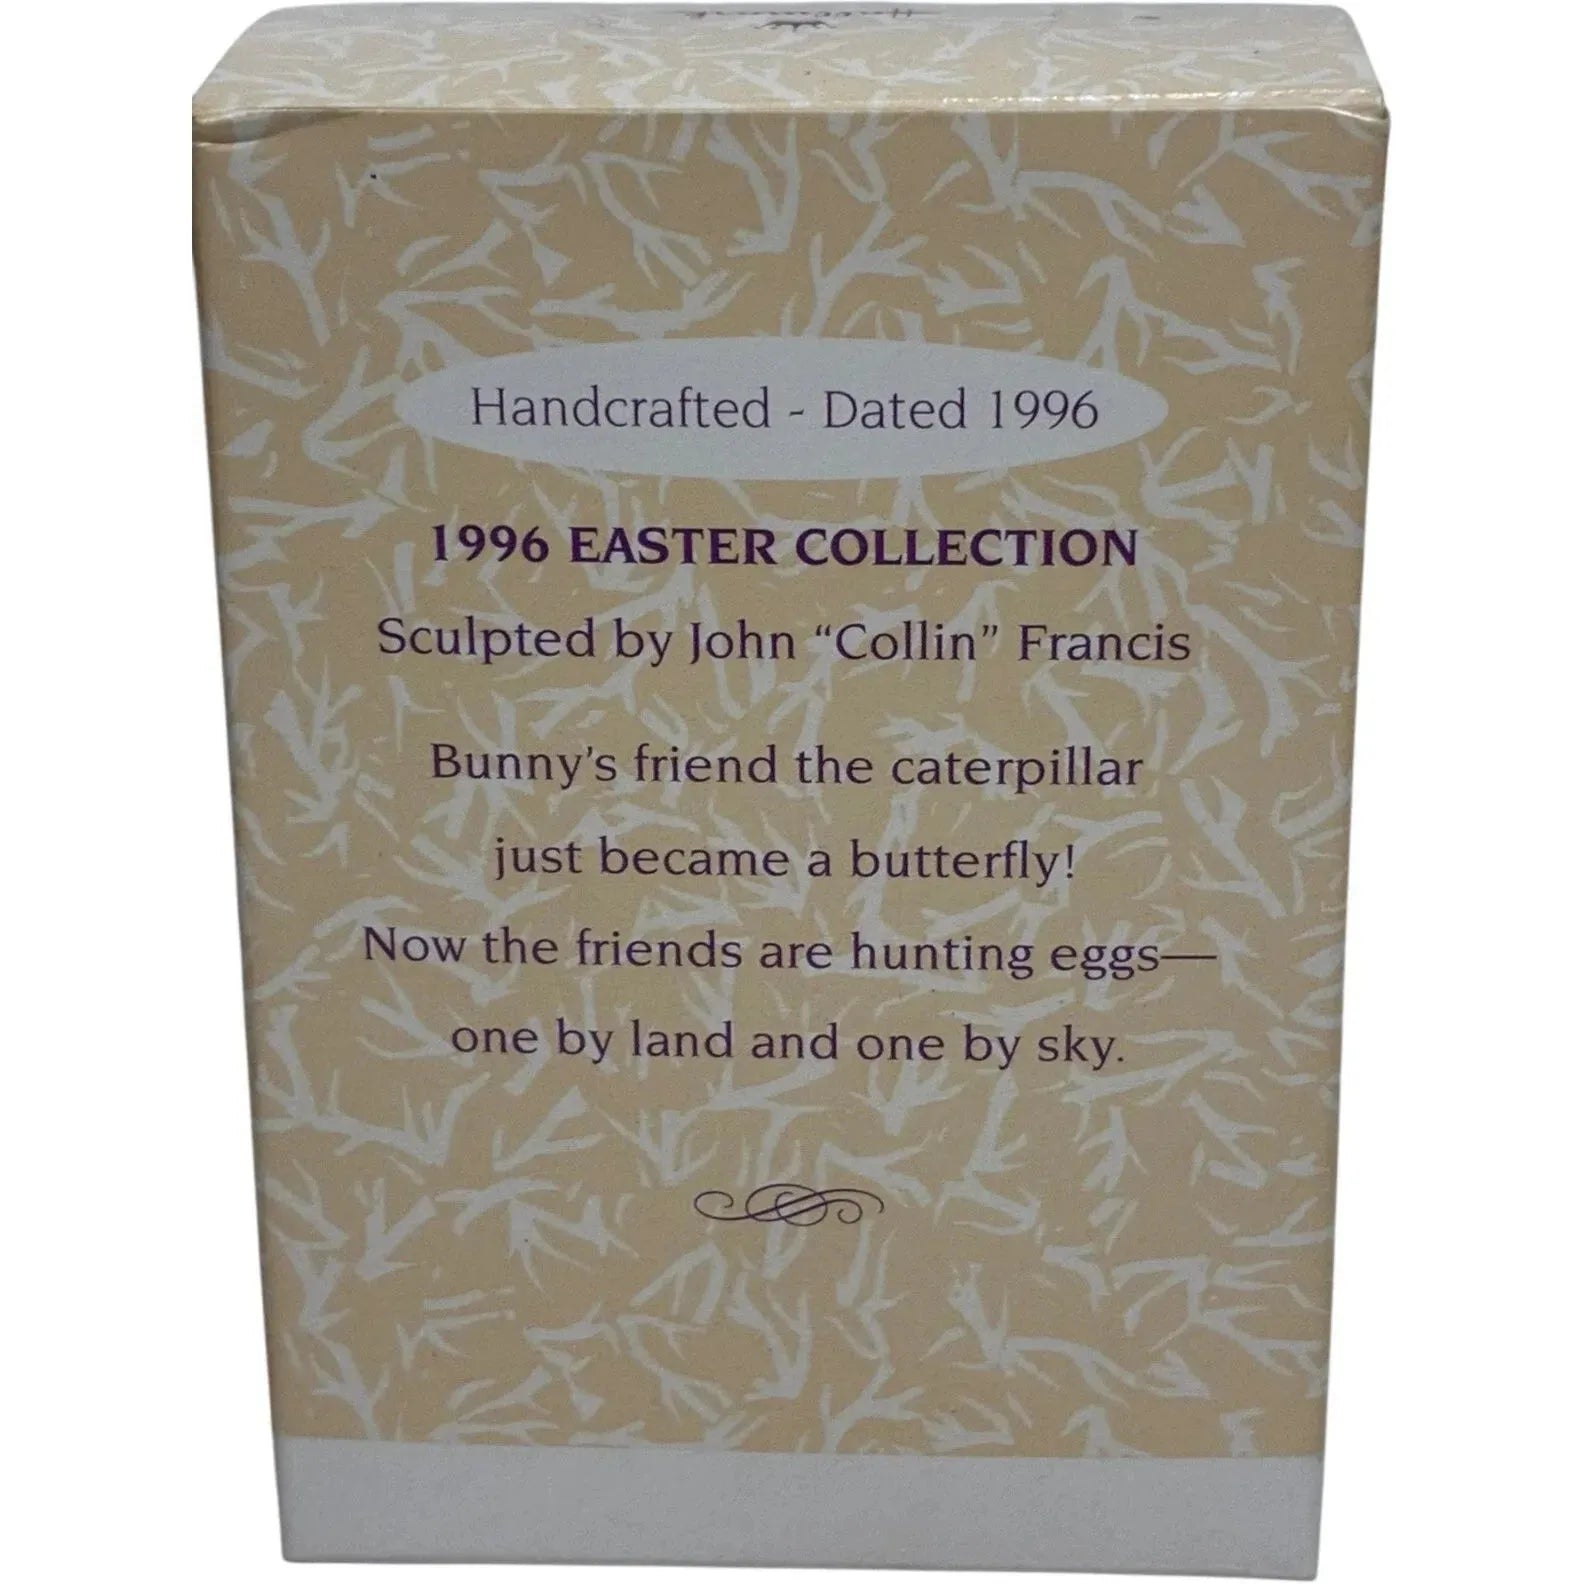 Hallmark
Handcrafted - Dated 1996
1996 EASTER COLLECTION
Sculpted by John “Collin” Francis
Bunny’s friend the caterpillar
just became a butterfly!
Now the friends are hunting eggs—
one by land and one by sky.